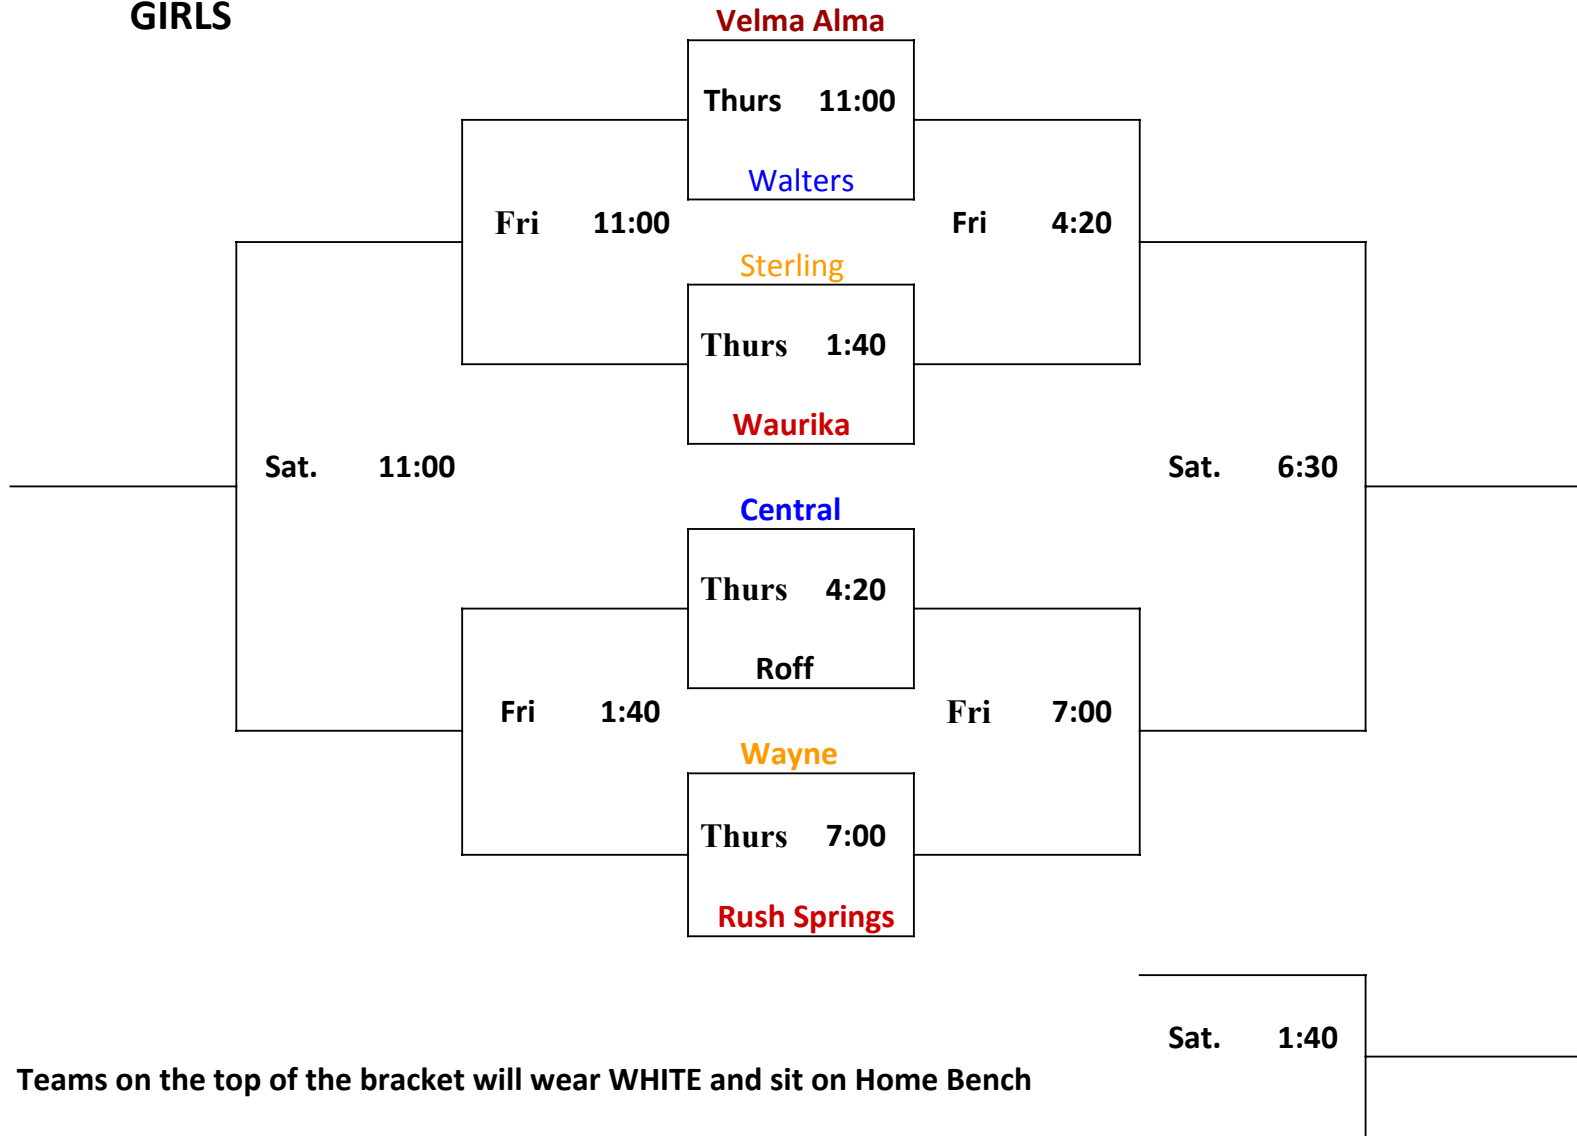 GIRLS
Velma Alma
Thurs 11:00
Walters
Fri 11:00
Fri 4:20
Sterling
Thurs 1:40
Waurika
Sat. 11:00
Sat. 6:30
Central
Thurs 4:20
Roff
Fri 1:40
Fri 7:00
Wayne
Thurs 7:00
Rush Springs
Sat. 1:40
Teams on the top of the bracket will wear WHITE and sit on Home Bench